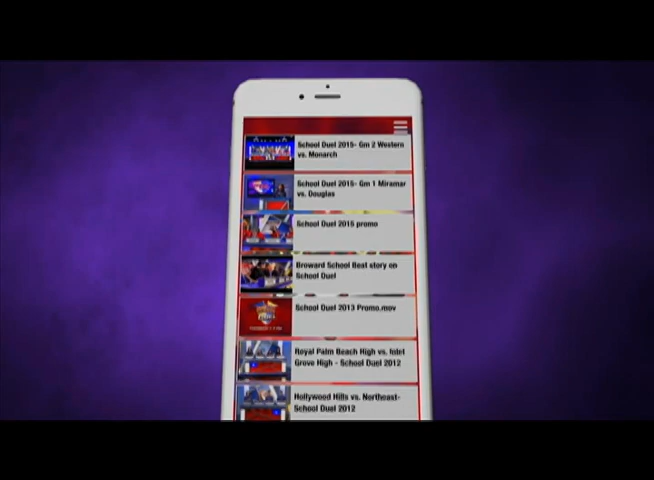 School Duel 2015- Gm 2 Western
vs. Monarch
School Duel 2015- Gm 1 Miramar
vs. Douglas
School Duel 2015 promo
Broward School Beat story on
School Duel
School Duel 2013 Promo.mov
Royal Palm Beach High vs. Inlet
Grove High - School Duel 2012
Hollywood Hills vs. Northeast-
School Duel 2012